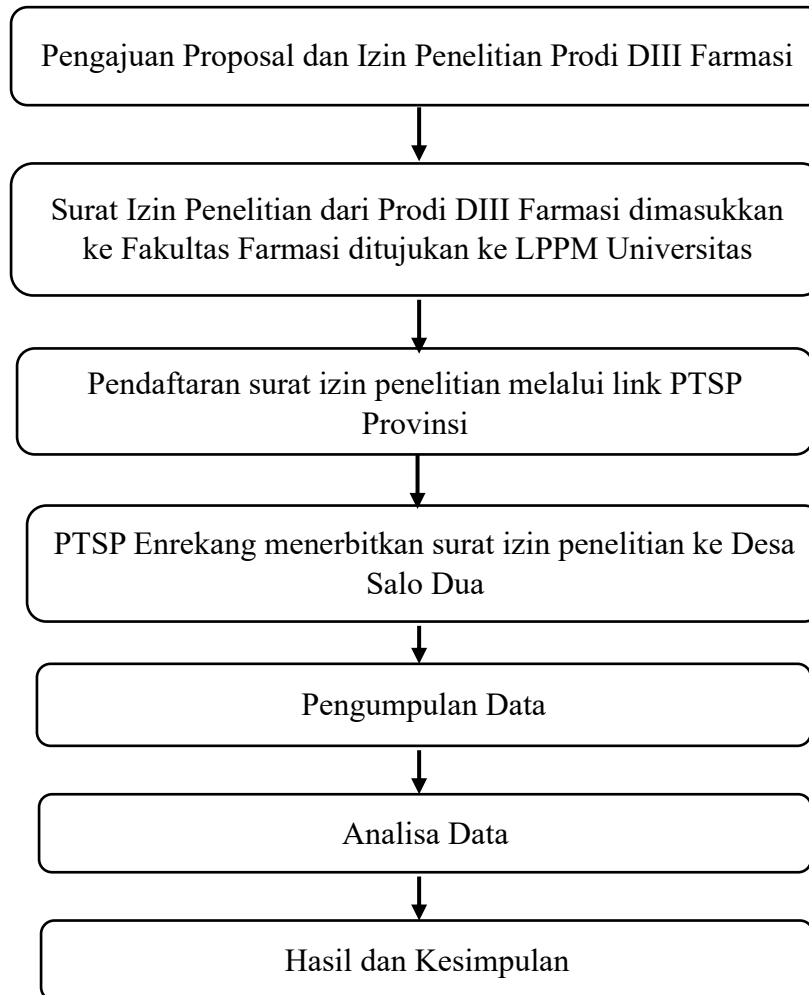 Pengajuan Proposal dan Izin Penelitian Prodi DIII Farmasi
Surat Izin Penelitian dari Prodi DIII Farmasi dimasukkan
ke Fakultas Farmasi ditujukan ke LPPM Universitas
Pendaftaran surat izin penelitian melalui link PTSP
Provinsi
PTSP Enrekang menerbitkan surat izin penelitian ke Desa
Salo Dua
Pengumpulan Data
Analisa Data
Hasil dan Kesimpulan